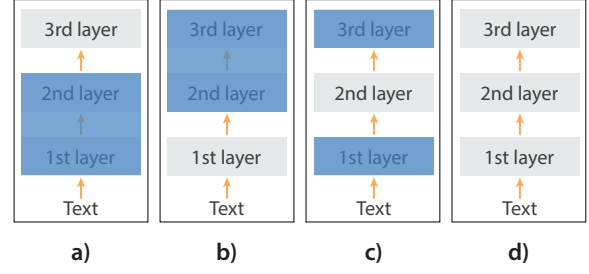 3rd layer
2nd layer
1st layer
Text
a)
3rd layer
2nd layer
1st layer
Text
b)
3rd layer
2nd layer
1st layer
Text
c)
3rd layer
2nd layer
1st layer
Text
d)